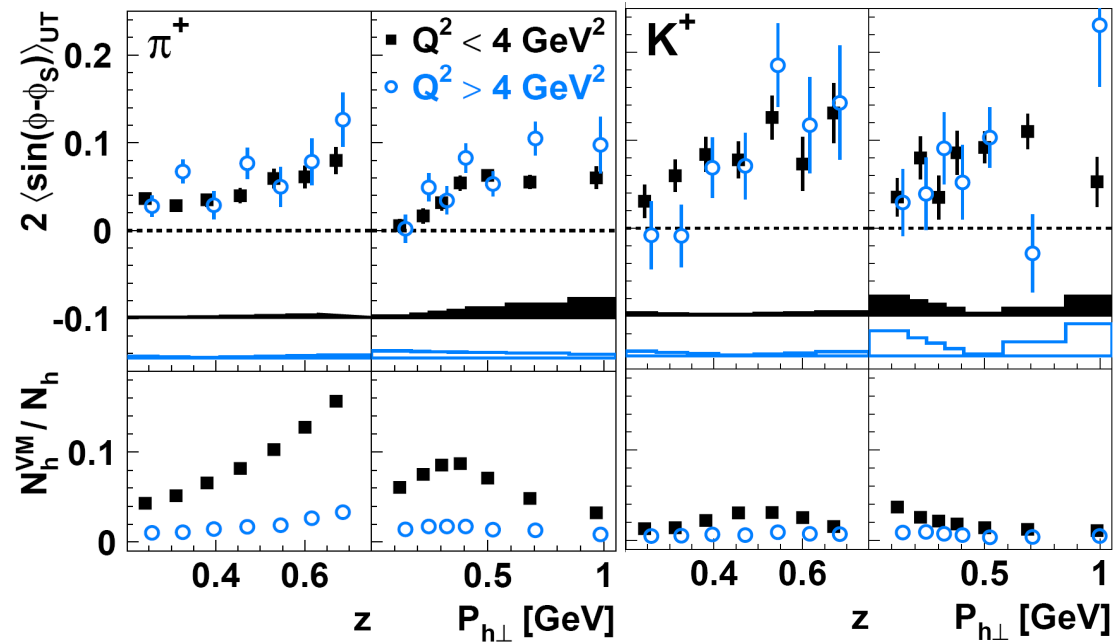 π⁺
Q² < 4 GeV²
Q² > 4 GeV²
K⁺
2 ⟨sin(ϕ-ϕ_S)⟩_UT
0.2
0.1
0
-0.1
N_h^VM / N_h
0.1
0
0.4 0.6 0.5 1 0.4 0.6 0.5 1
z P_h⊥ [GeV] z P_h⊥ [GeV]